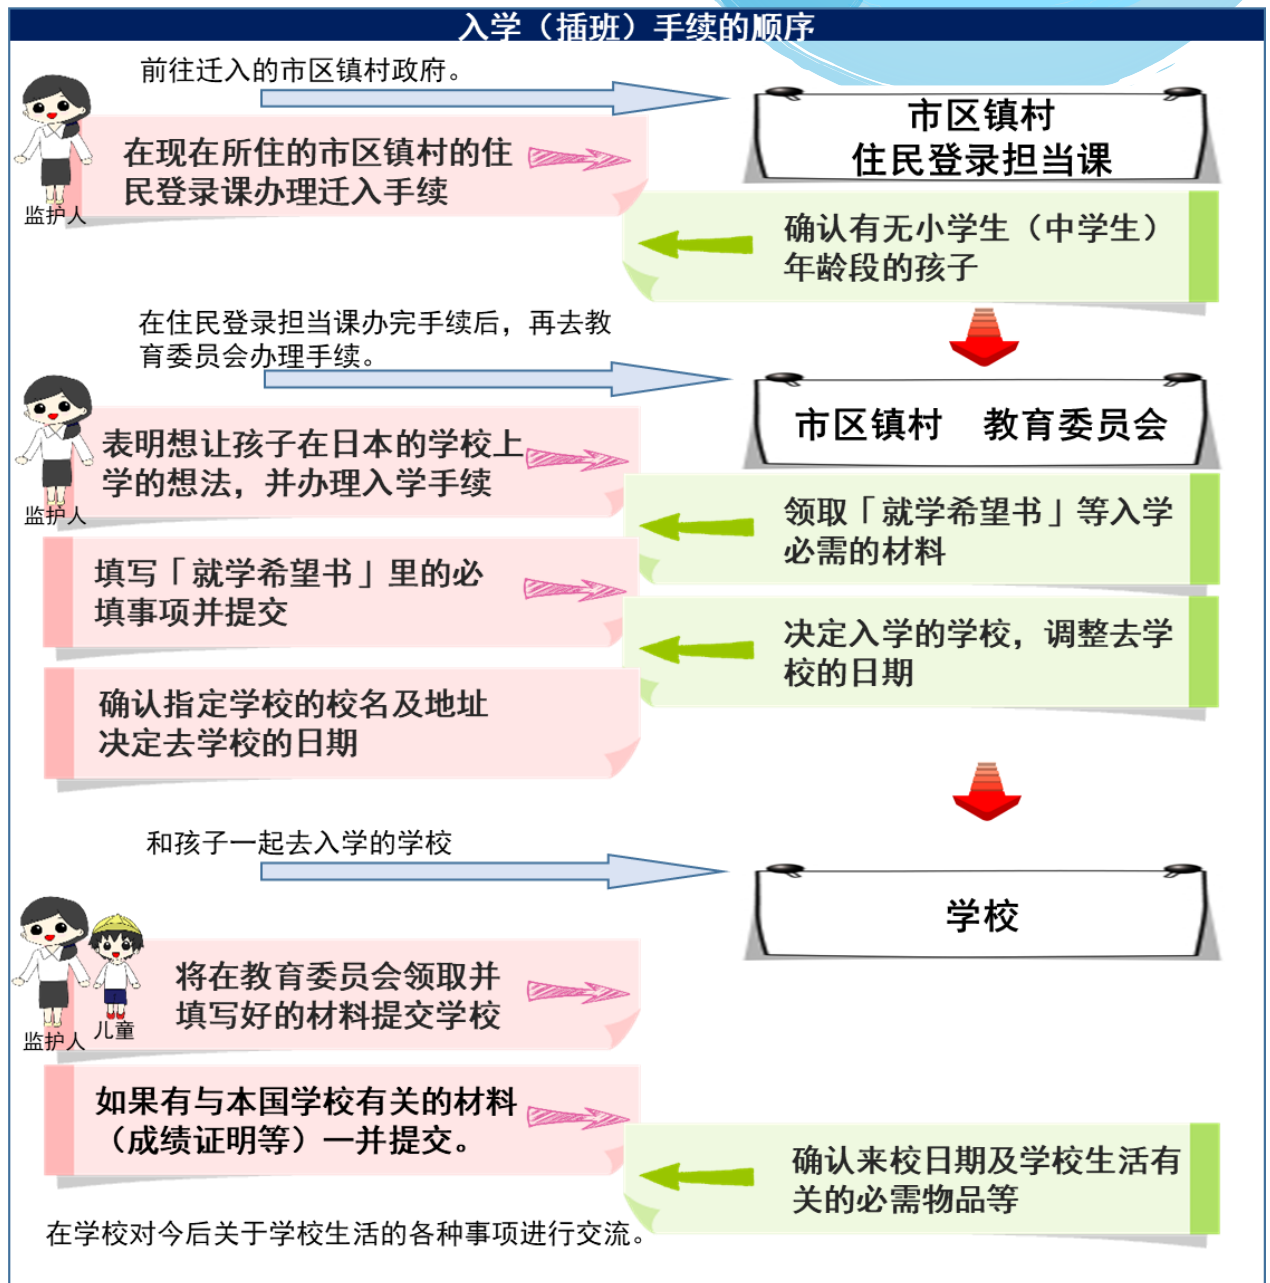 入学（插班）手续的顺序
前往迁入的市区镇村政府。
市区镇村
住民登录担当课
在现在所住的市区镇村的住
民登录课办理迁入手续
监护人
确认有无小学生（中学生）
年龄段的孩子
在住民登录担当课办完手续后，再去教
育委员会办理手续。
市区镇村　教育委员会
表明想让孩子在日本的学校上
学的想法，并办理入学手续
监护人
领取「就学希望书」等入学
必需的材料
填写「就学希望书」里的必
填事项并提交
决定入学的学校，调整去学
校的日期
确认指定学校的校名及地址
决定去学校的日期
和孩子一起去入学的学校
学校
将在教育委员会领取并
填写好的材料提交学校
监护人
儿童
如果有与本国学校有关的材料
（成绩证明等）一并提交。
确认来校日期及学校生活有
关的必需物品等
在学校对今后关于学校生活的各种事项进行交流。